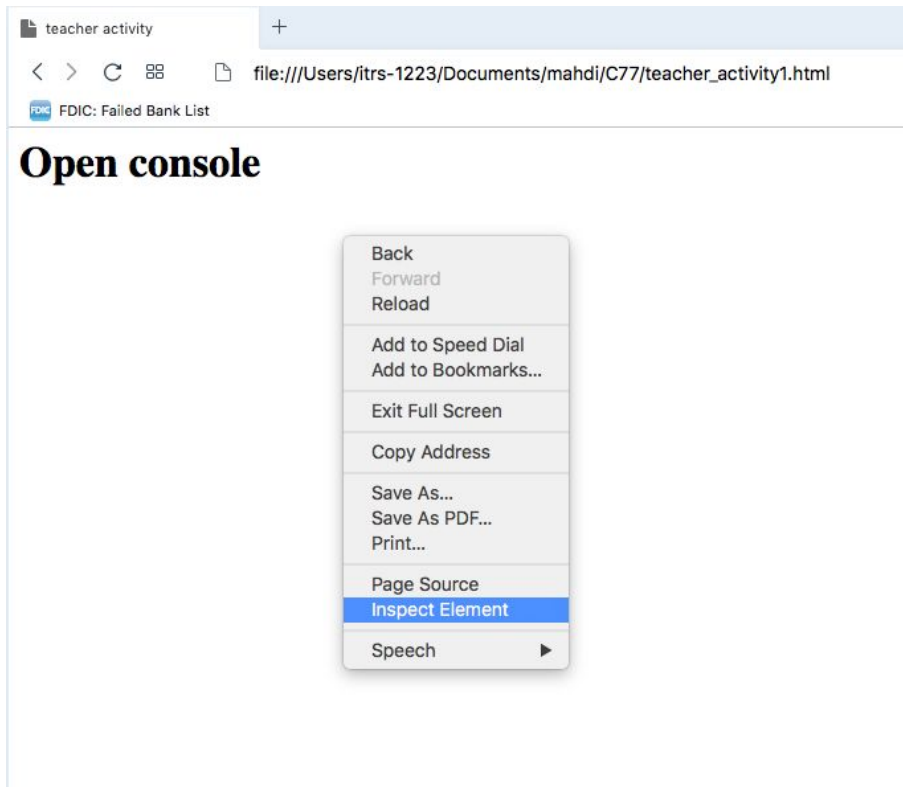 teacher activity
file:///Users/itrs-1223/Documents/mahdi/C77/teacher_activity1.html
FDIC FDIC: Failed Bank List
Open console
Back
Forward
Reload
Add to Speed Dial
Add to Bookmarks...
Exit Full Screen
Copy Address
Save As...
Save As PDF...
Print...
Page Source
Inspect Element
Speech